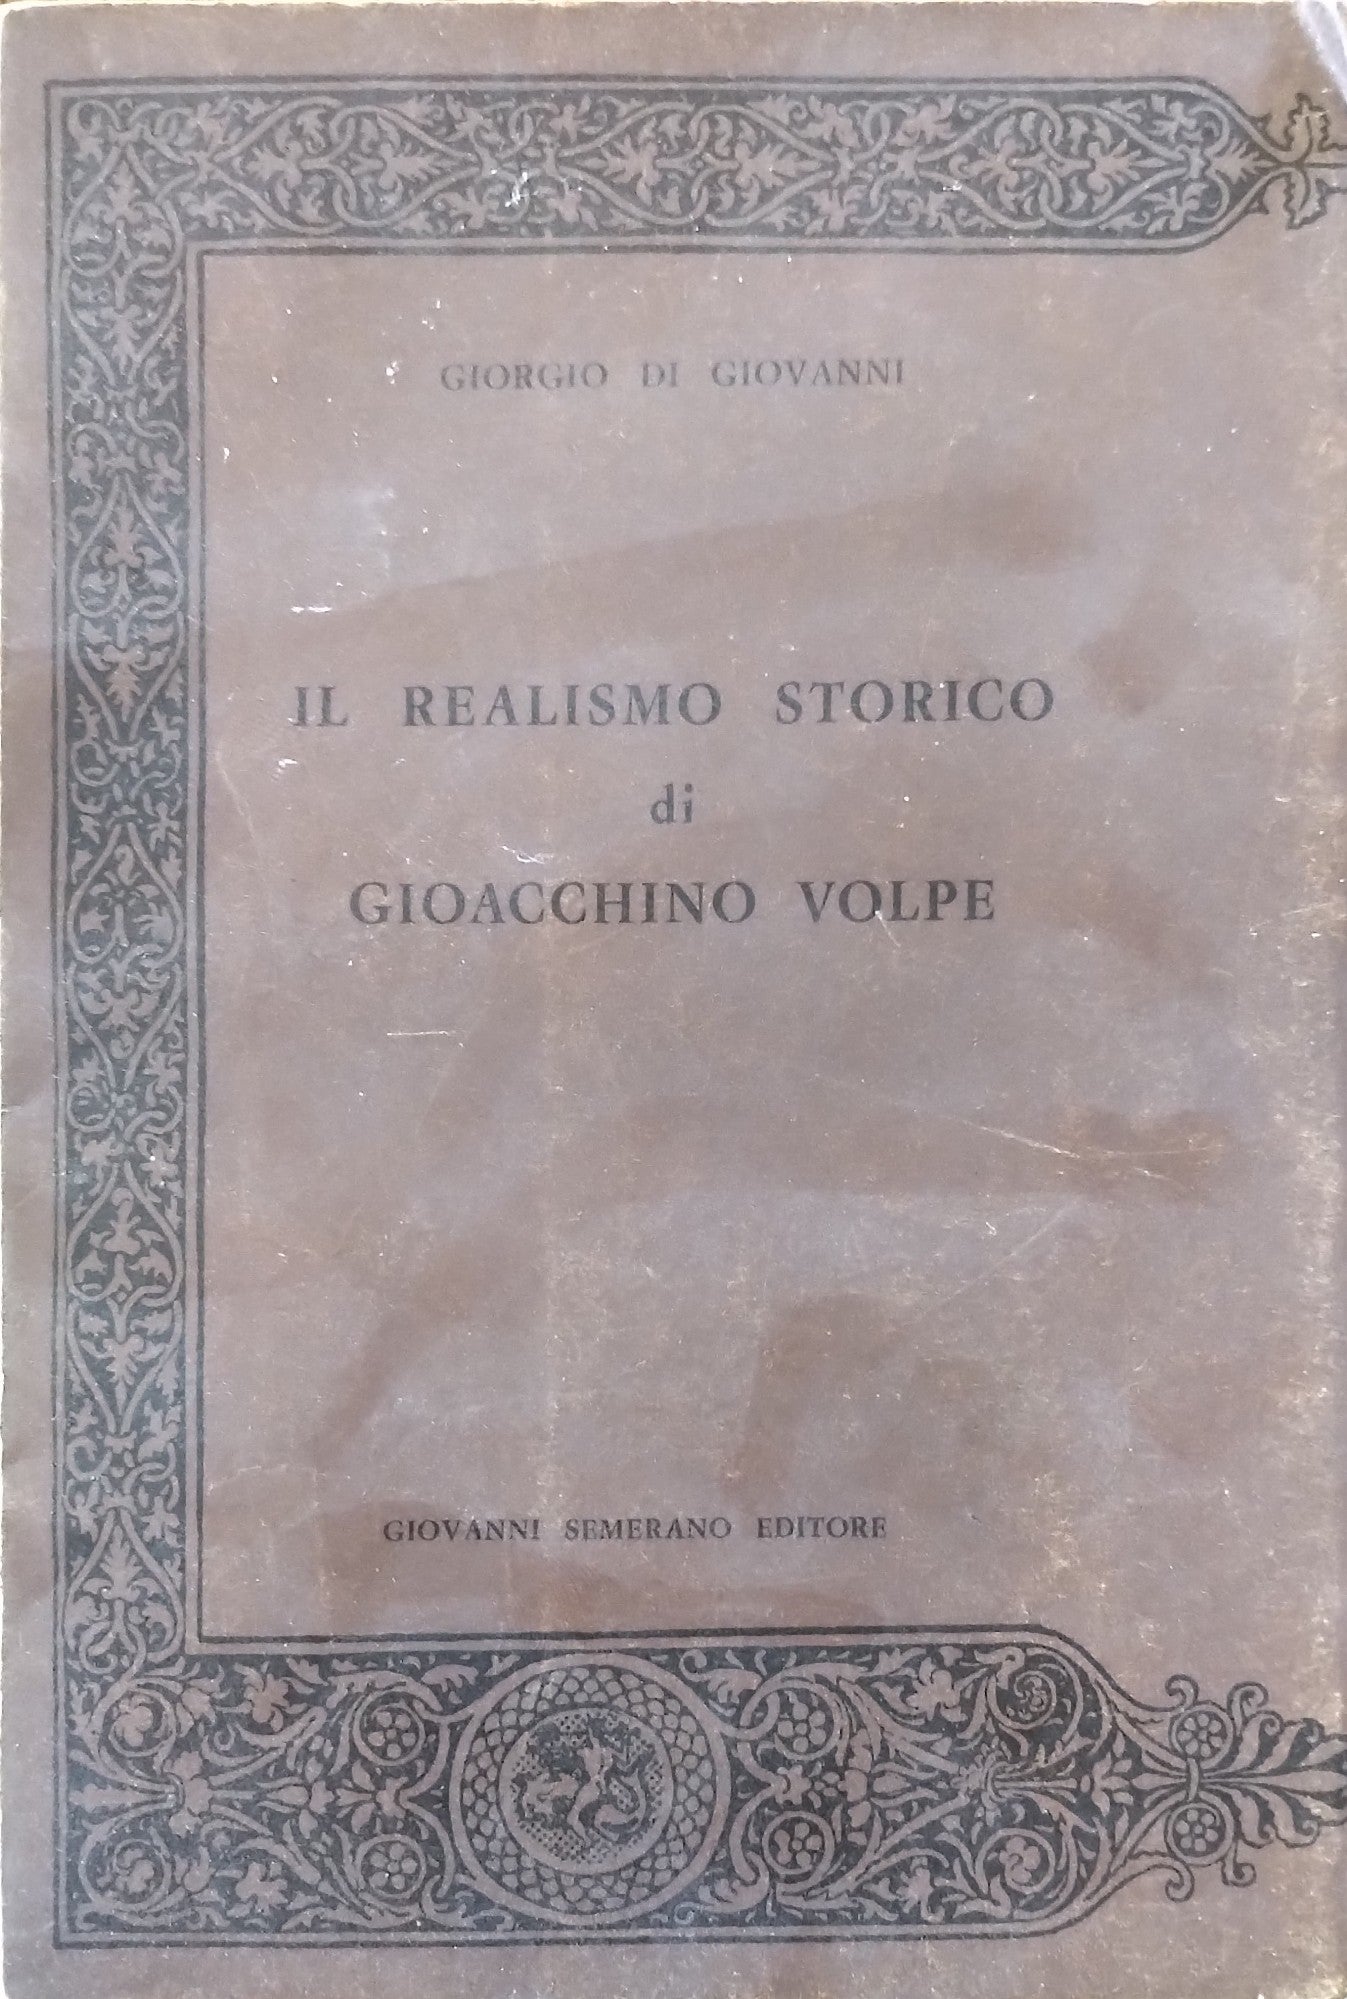 GIORGIO DI GIOVANNI
IL REALISMO STORICO
di
GIOACCHINO VOLPE
GIOVANNI SEMERANO EDITORE